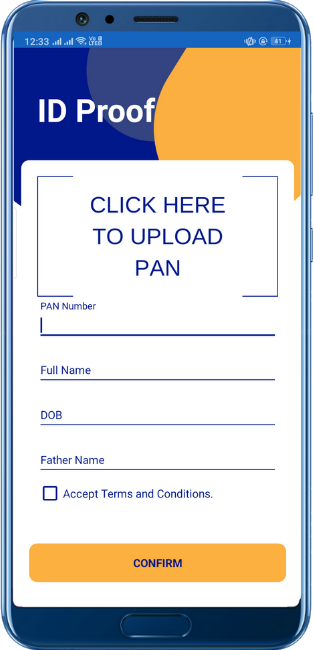 12:33
81
ID Proof
CLICK HERE
TO UPLOAD
PAN
PAN Number
Full Name
DOB
Father Name
Accept Terms and Conditions.
CONFIRM